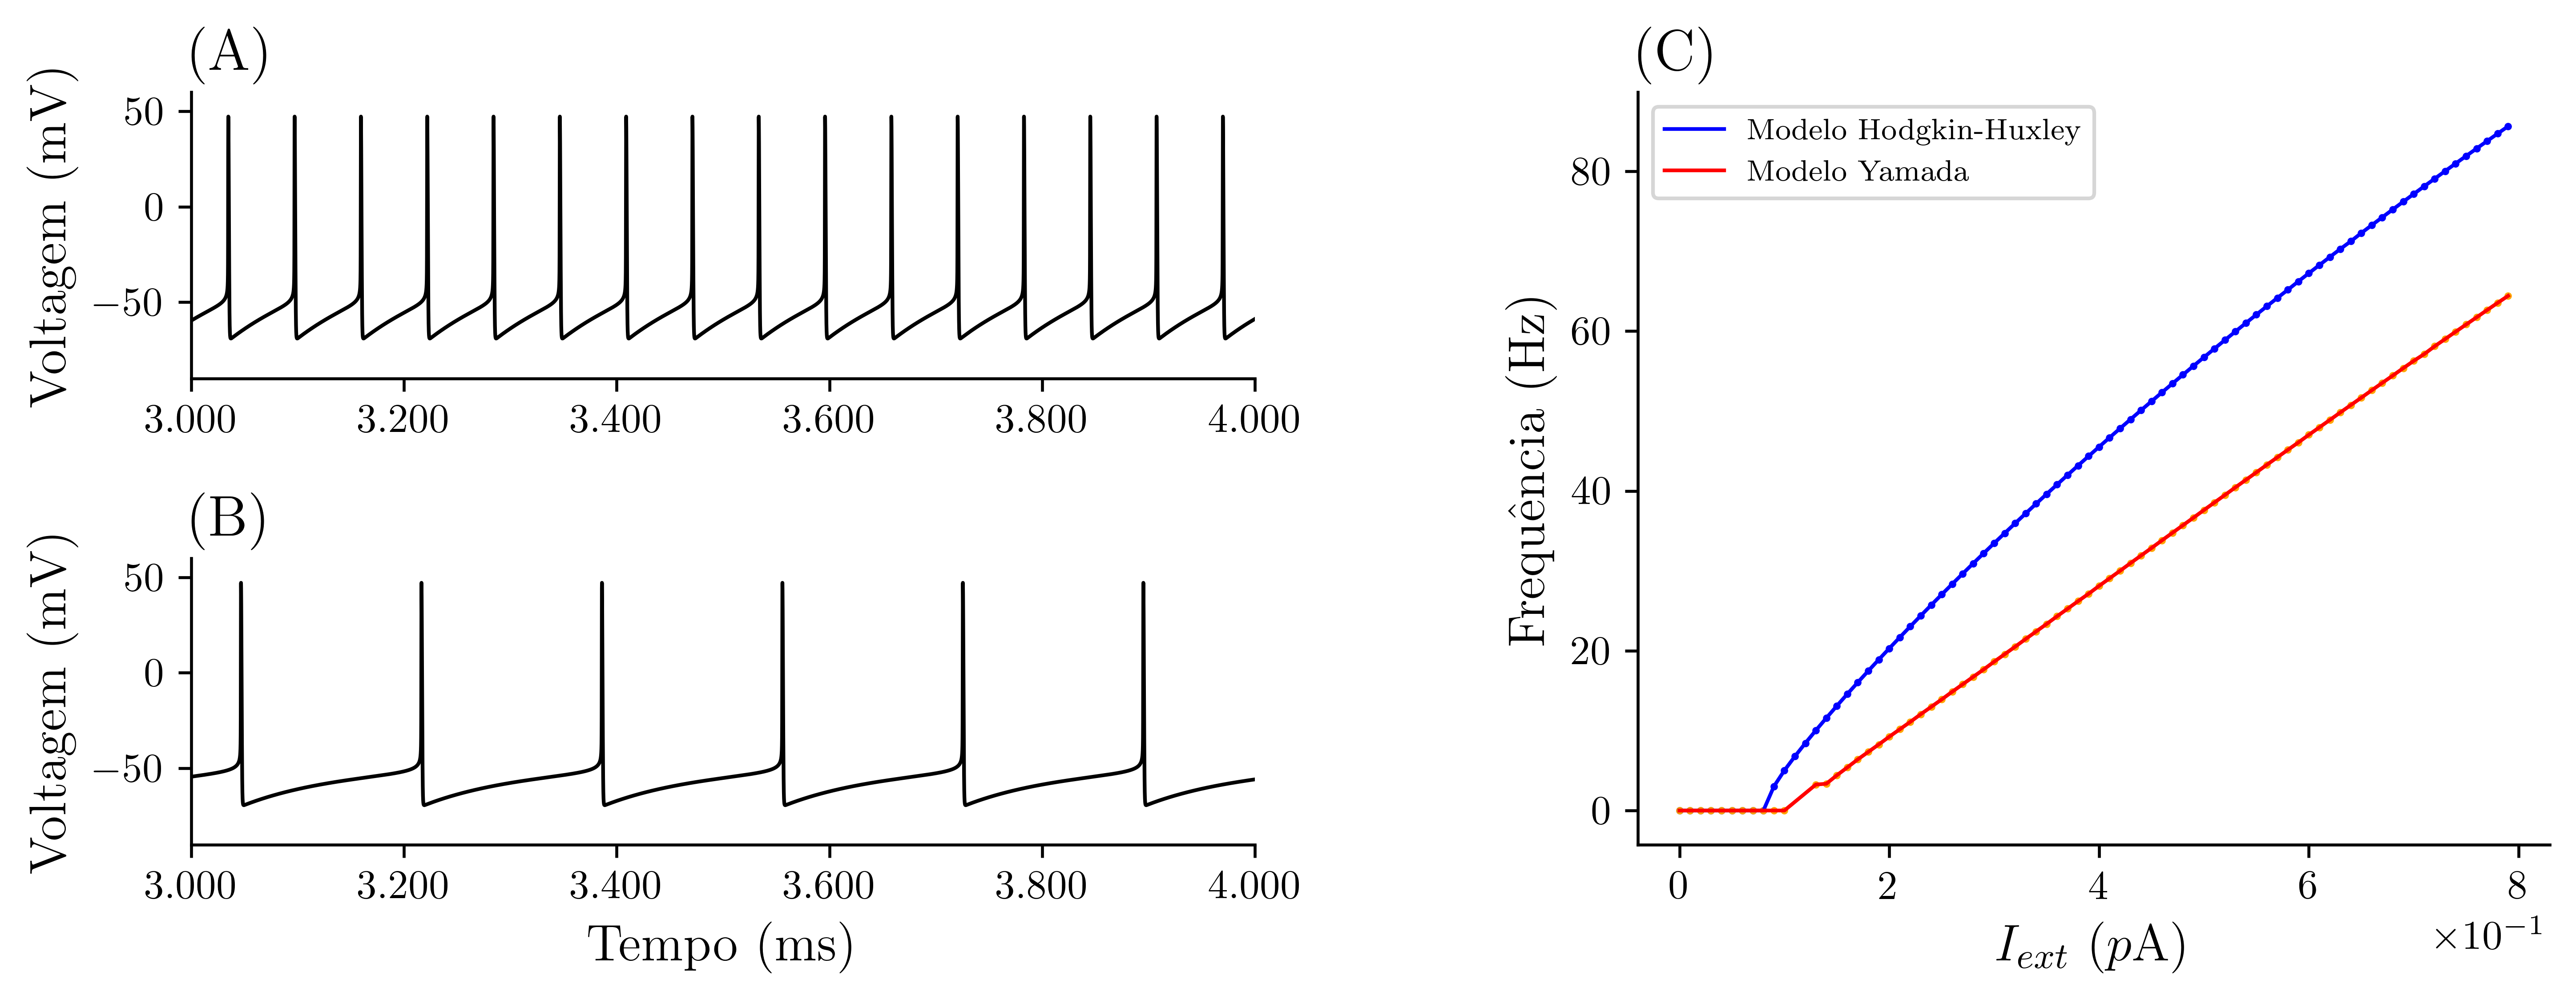 (A)
Voltagem (mV)
50
0
−50
3.000 3.200 3.400 3.600 3.800 4.000
(B)
Voltagem (mV)
50
0
−50
3.000 3.200 3.400 3.600 3.800 4.000
Tempo (ms)
(C)
Modelo Hodgkin-Huxley
Modelo Yamada
Frequência (Hz)
80
60
40
20
0
0 2 4 6 8
×10⁻¹
I_ext (pA)